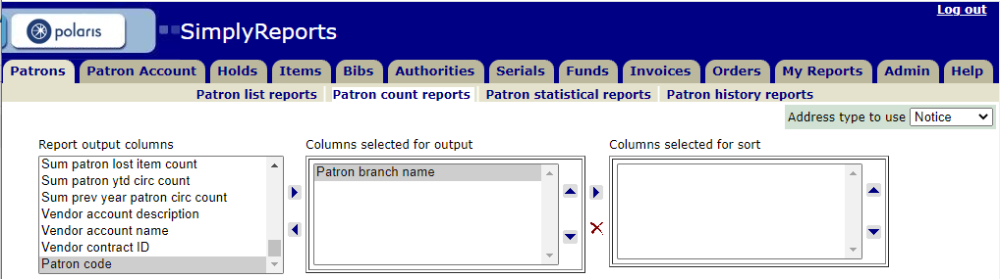 Log out
polaris
SimplyReports
Patrons Patron Account Holds Items Bibs Authorities Serials Funds Invoices Orders My Reports Admin Help
Patron list reports Patron count reports Patron statistical reports Patron history reports
Address type to use Notice
Report output columns Columns selected for output Columns selected for sort
Sum patron lost item count
Sum patron ytd circ count
Sum prev year patron circ count
Vendor account description
Vendor account name
Vendor contract ID
Patron code
Patron branch name